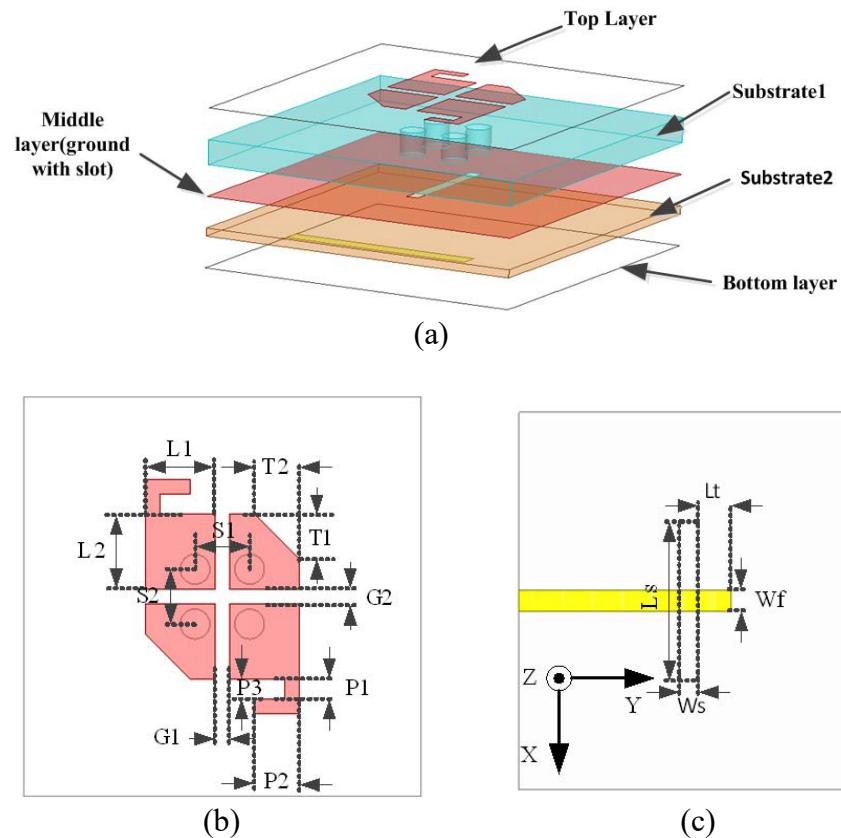 Top Layer
Middle
layer(ground
with slot)
Substrate1
Substrate2
Bottom layer
(a)
L1
T2
S1
T1
L2
S2
G2
P3
P1
G1
P2
(b)
Lt
Ls
Wf
Z
Y
Ws
X
(c)